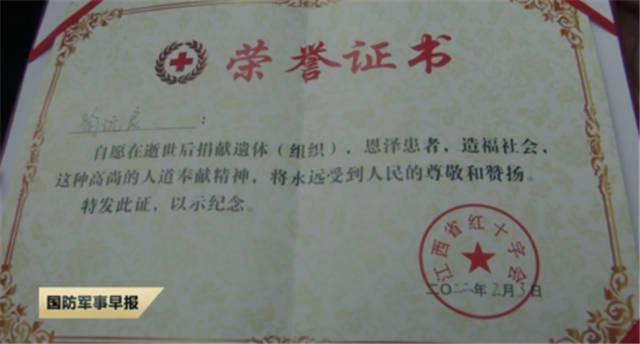 荣誉证书
：
自愿在逝世后捐献遗体（组织），恩泽患者，造福社会，
这种高尚的人道奉献精神，将永远受到人民的尊敬和赞扬。
特发此证，以示纪念。
江西省红十字会
二〇二二年2月3日
国防军事早报